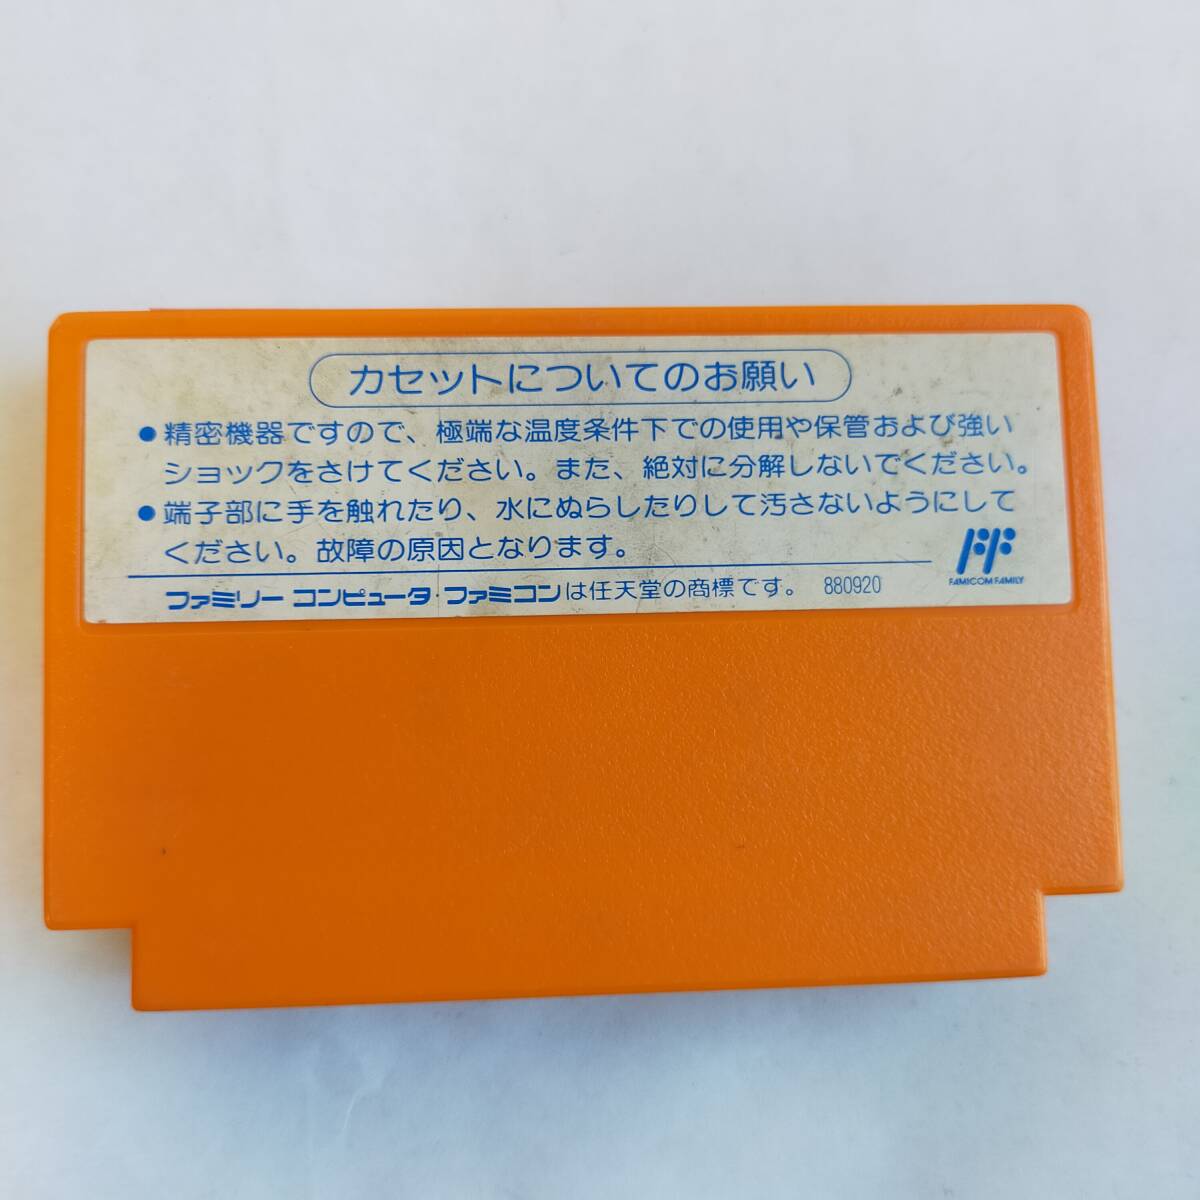 カセットについてのお願い
●精密機器ですので、極端な温度条件下での使用や保管および強い
ショックをさけてください。また、絶対に分解しないでください。
●端子部に手を触れたり、水にぬらしたりして汚さないようにして
ください。故障の原因となります。
FAMICOM FAMILY
ファミリー コンピュータ・ファミコンは任天堂の商標です。 880920